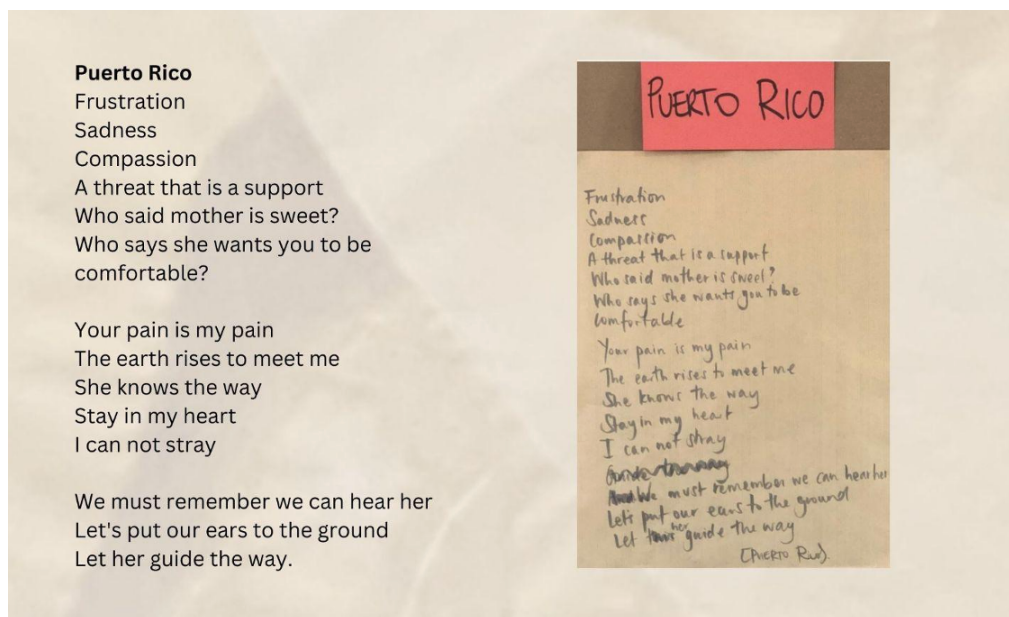 Puerto Rico
Frustration
Sadness
Compassion
A threat that is a support
Who said mother is sweet?
Who says she wants you to be
comfortable?
Your pain is my pain
The earth rises to meet me
She knows the way
Stay in my heart
I can not stray
We must remember we can hear her
Let's put our ears to the ground
Let her guide the way.
PUERTO RICO
Frustration
Sadness
Compassion
A threat that is a support
Who said mother is sweet?
Who says she wants you to be
comfortable
Your pain is my pain
The earth rises to meet me
She knows the way
Stay in my heart
I can not stray
We must remember we can hear her
Let's put our ears to the ground
Let her guide the way
(PUERTO RICO)